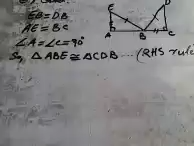 EB = DB
AE = BC
∠A = ∠C = 90°
So, △ABE ≅ △CDB ... (RHS rule
E
D
A
B
C